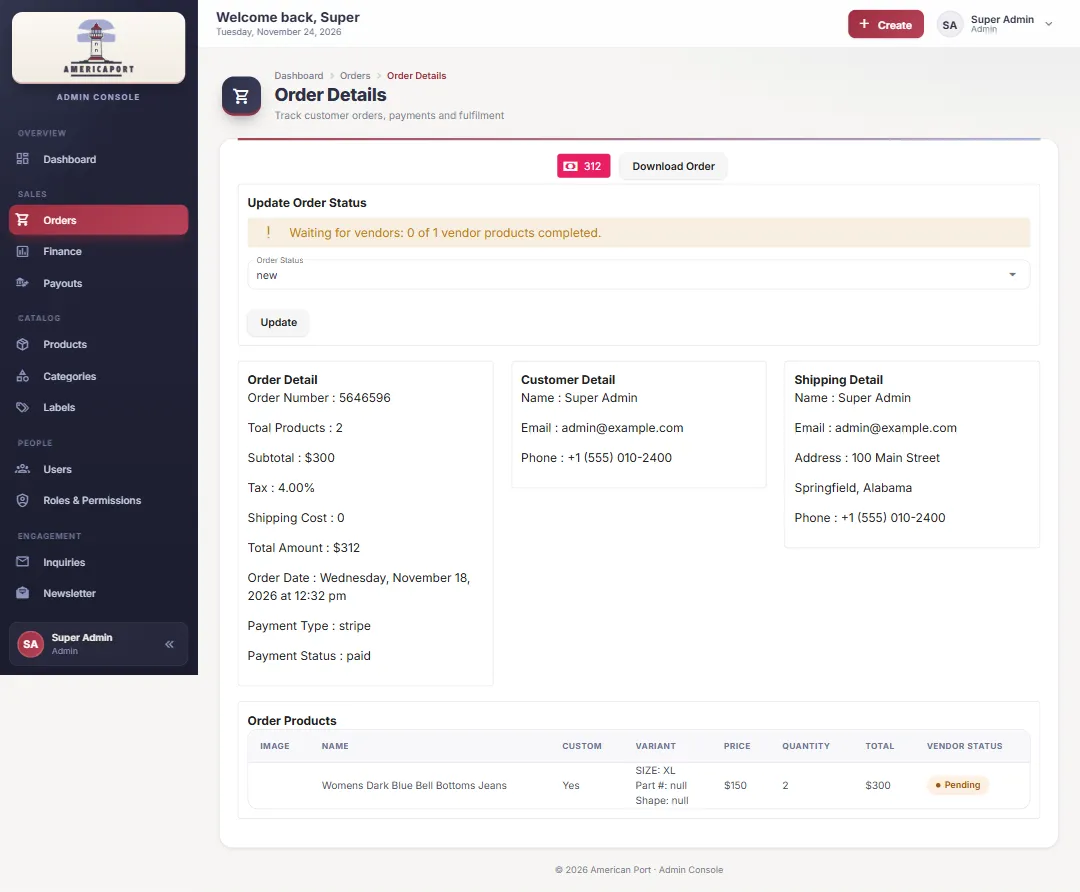 AMERICAPORT
ADMIN CONSOLE
OVERVIEW
Dashboard
SALES
Orders
Finance
Payouts
CATALOG
Products
Categories
Labels
PEOPLE
Users
Roles & Permissions
ENGAGEMENT
Inquiries
Newsletter
SA
Super Admin
Admin
Welcome back, Super
Tuesday, November 24, 2026
+ Create
SA
Super Admin
Admin
Dashboard > Orders > Order Details
Order Details
Track customer orders, payments and fulfilment
312
Download Order
Update Order Status
! Waiting for vendors: 0 of 1 vendor products completed.
Order Status
new
Update
Order Detail
Order Number : 5646596
Toal Products : 2
Subtotal : $300
Tax : 4.00%
Shipping Cost : 0
Total Amount : $312
Order Date : Wednesday, November 18,
2026 at 12:32 pm
Payment Type : stripe
Payment Status : paid
Customer Detail
Name : Super Admin
Email : admin@example.com
Phone : +1 (555) 010-2400
Shipping Detail
Name : Super Admin
Email : admin@example.com
Address : 100 Main Street
Springfield, Alabama
Phone : +1 (555) 010-2400
Order Products
IMAGE NAME CUSTOM VARIANT PRICE QUANTITY TOTAL VENDOR STATUS
SIZE: XL
Womens Dark Blue Bell Bottoms Jeans Yes Part #: null $150 2 $300 Pending
Shape: null
© 2026 American Port · Admin Console